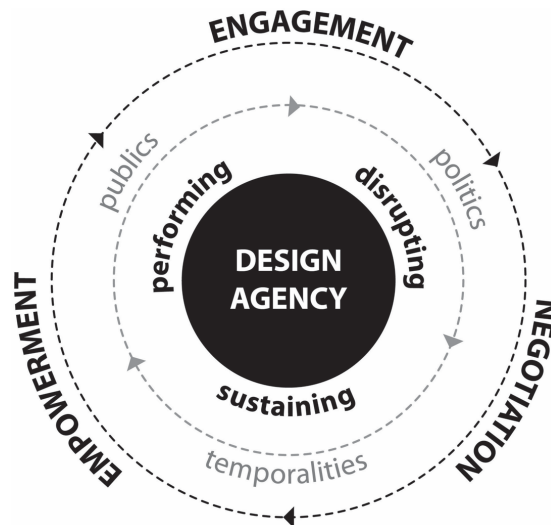 ENGAGEMENT
publics
politics
performing
disrupting
DESIGN
AGENCY
EMPOWERMENT
NEGOTIATION
sustaining
temporalities